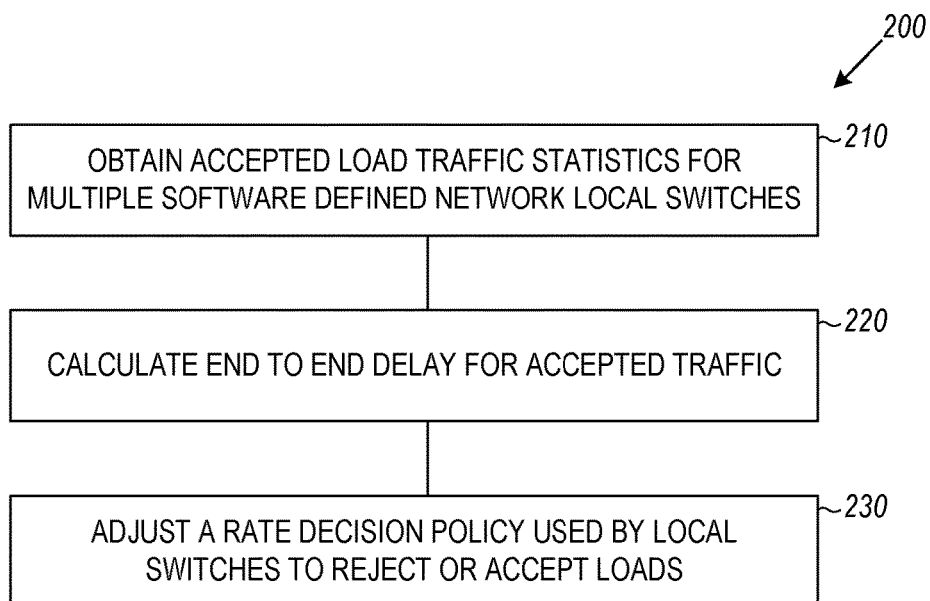 200
210
OBTAIN ACCEPTED LOAD TRAFFIC STATISTICS FOR
MULTIPLE SOFTWARE DEFINED NETWORK LOCAL SWITCHES
220
CALCULATE END TO END DELAY FOR ACCEPTED TRAFFIC
230
ADJUST A RATE DECISION POLICY USED BY LOCAL
SWITCHES TO REJECT OR ACCEPT LOADS